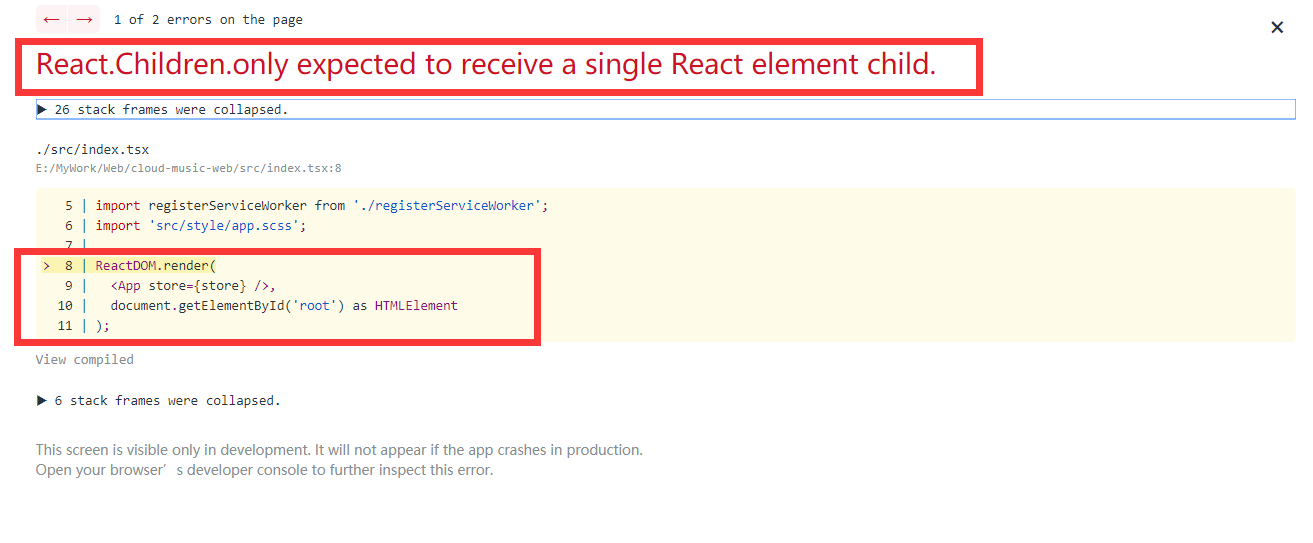 ← → 1 of 2 errors on the page
×
React.Children.only expected to receive a single React element child.
▶ 26 stack frames were collapsed.
./src/index.tsx
E:/MyWork/Web/cloud-music-web/src/index.tsx:8
5 | import registerServiceWorker from './registerServiceWorker';
6 | import 'src/style/app.scss';
7 |
> 8 | ReactDOM.render(
9 | <App store={store} />,
10 | document.getElementById('root') as HTMLElement
11 | );
View compiled
▶ 6 stack frames were collapsed.
This screen is visible only in development. It will not appear if the app crashes in production.
Open your browser’s developer console to further inspect this error.